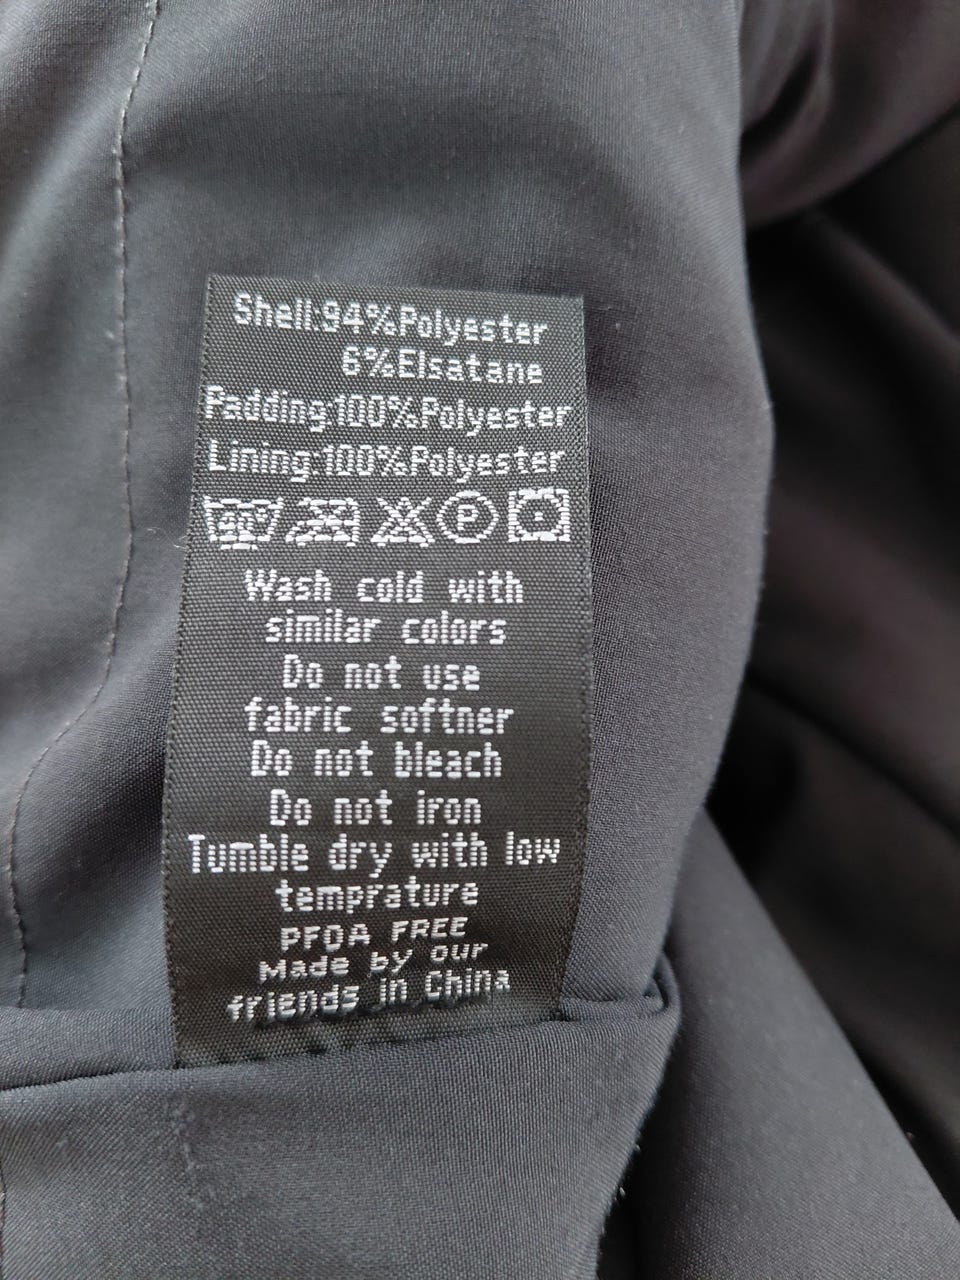 Shell:94%Polyester
6%Elsatane
Padding:100%Polyester
Lining:100%Polyester
40° P
Wash cold with
similar colors
Do not use
fabric softner
Do not bleach
Do not iron
Tumble dry with low
temprature
PFOA FREE
Made by our
friends in China